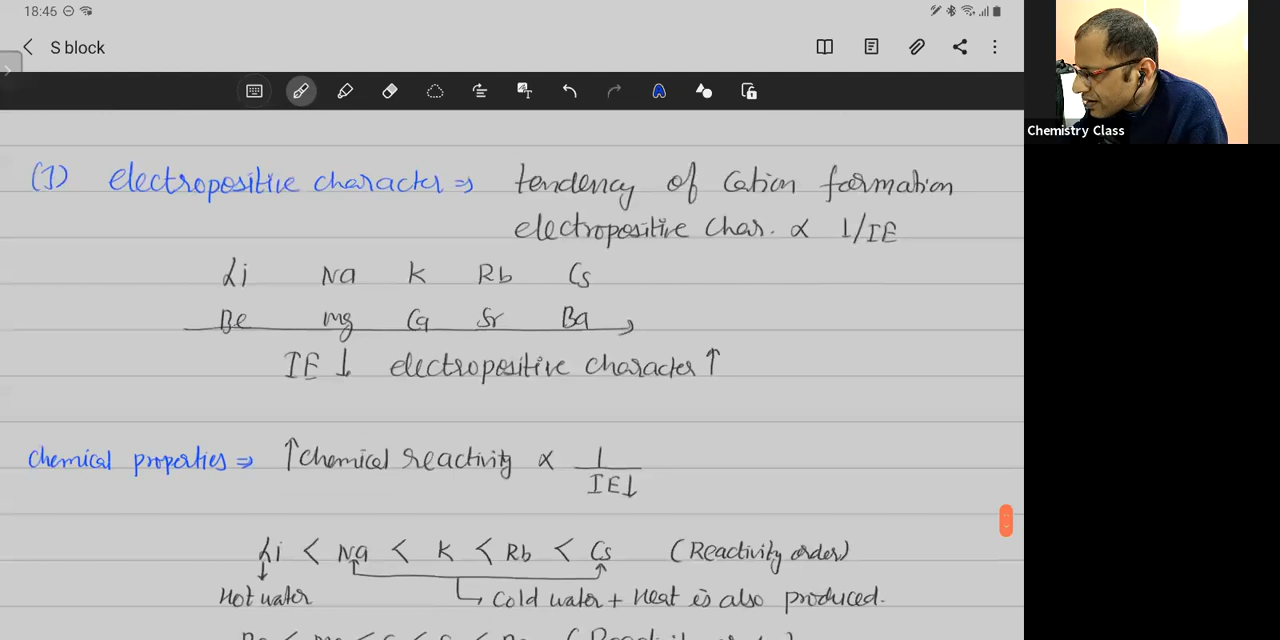 18:46
S block
Chemistry Class
(J) electropositive character ⇒ tendency of Cation formation
electropositive Char. ∝ 1/IE
Li Na K Rb Cs
Be Mg Ca Sr Ba
IE ↓ electropositive character ↑
Chemical properties ⇒ ↑ Chemical reactivity ∝ 1/IE↓
Li < Na < K < Rb < Cs (Reactivity order)
Hot water Cold water + Heat is also produced.